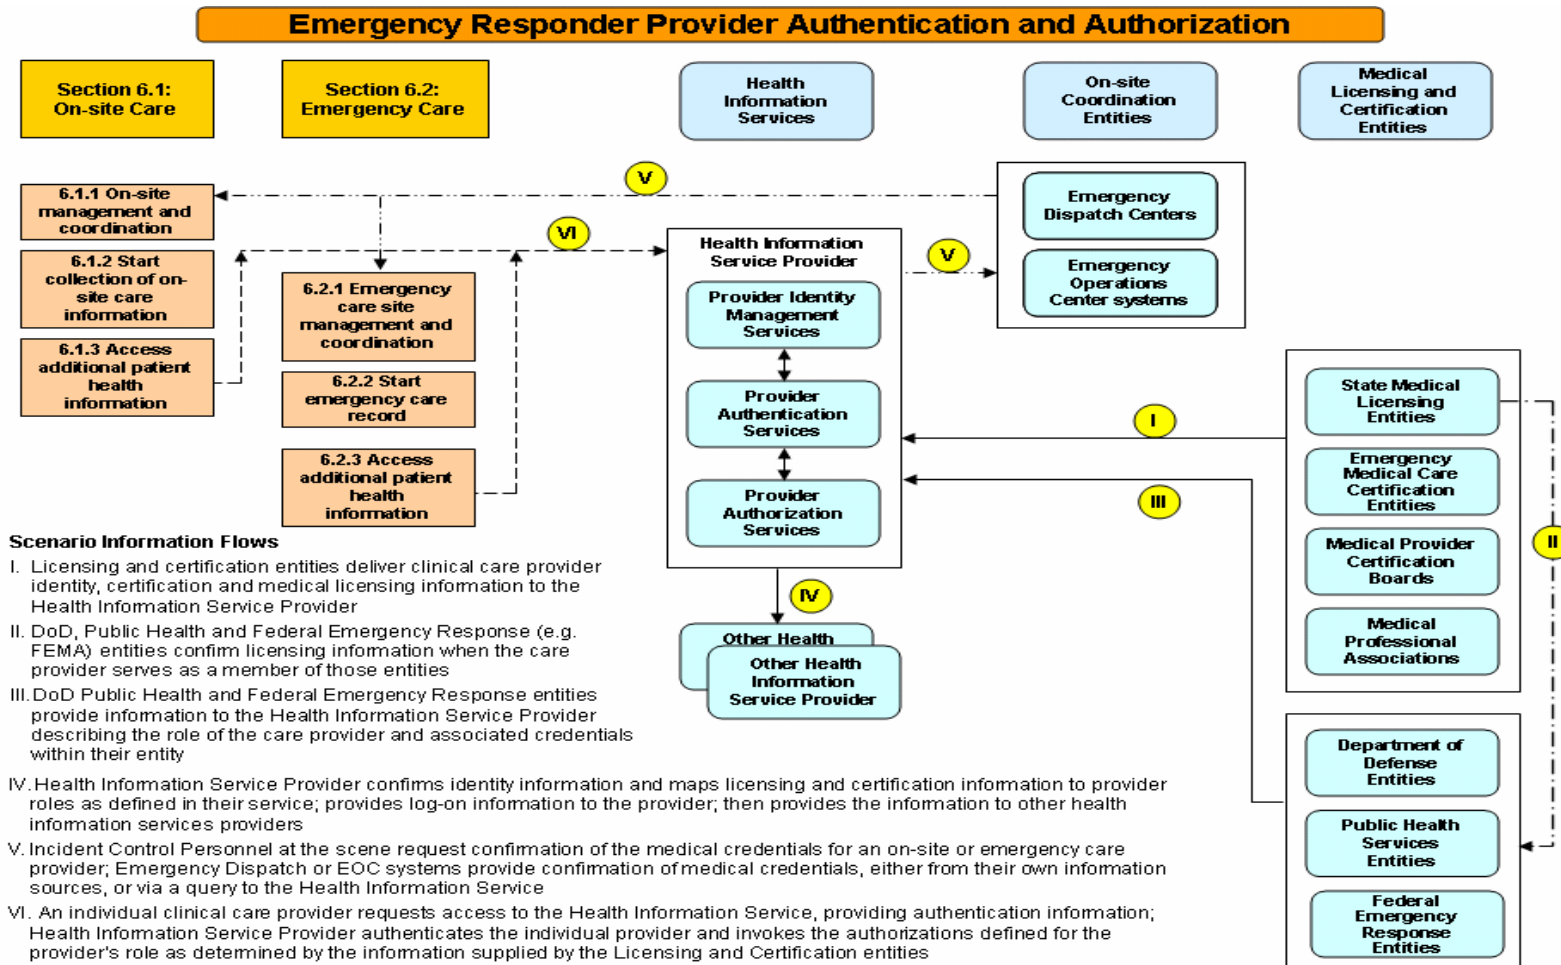 Emergency Responder Provider Authentication and Authorization
Section 6.1:
On-site Care
Section 6.2:
Emergency Care
Health
Information
Services
On-site
Coordination
Entities
Medical
Licensing and
Certification
Entities
6.1.1 On-site
management and
coordination
6.1.2 Start
collection of on-
site care
information
6.1.3 Access
additional patient
health
information
6.2.1 Emergency
care site
management and
coordination
6.2.2 Start
emergency care
record
6.2.3 Access
additional patient
health
information
V
VI
Health Information
Service Provider
Provider Identity
Management
Services
Provider
Authentication
Services
Provider
Authorization
Services
V
Emergency
Dispatch Centers
Emergency
Operations
Center systems
I
III
II
IV
Other Health
Other Health
Information
Service Provider
State Medical
Licensing
Entities
Emergency
Medical Care
Certification
Entities
Medical Provider
Certification
Boards
Medical
Professional
Associations
Department of
Defense
Entities
Public Health
Services
Entities
Federal
Emergency
Response
Entities
Scenario Information Flows
I. Licensing and certification entities deliver clinical care provider
identity, certification and medical licensing information to the
Health Information Service Provider
II. DoD, Public Health and Federal Emergency Response (e.g.
FEMA) entities confirm licensing information when the care
provider serves as a member of those entities
III. DoD Public Health and Federal Emergency Response entities
provide information to the Health Information Service Provider
describing the role of the care provider and associated credentials
within their entity
IV. Health Information Service Provider confirms identity information and maps licensing and certification information to provider
roles as defined in their service; provides log-on information to the provider; then provides the information to other health
information services providers
V. Incident Control Personnel at the scene request confirmation of the medical credentials for an on-site or emergency care
provider; Emergency Dispatch or EOC systems provide confirmation of medical credentials, either from their own information
sources, or via a query to the Health Information Service
VI. An individual clinical care provider requests access to the Health Information Service, providing authentication information;
Health Information Service Provider authenticates the individual provider and invokes the authorizations defined for the
provider's role as determined by the information supplied by the Licensing and Certification entities